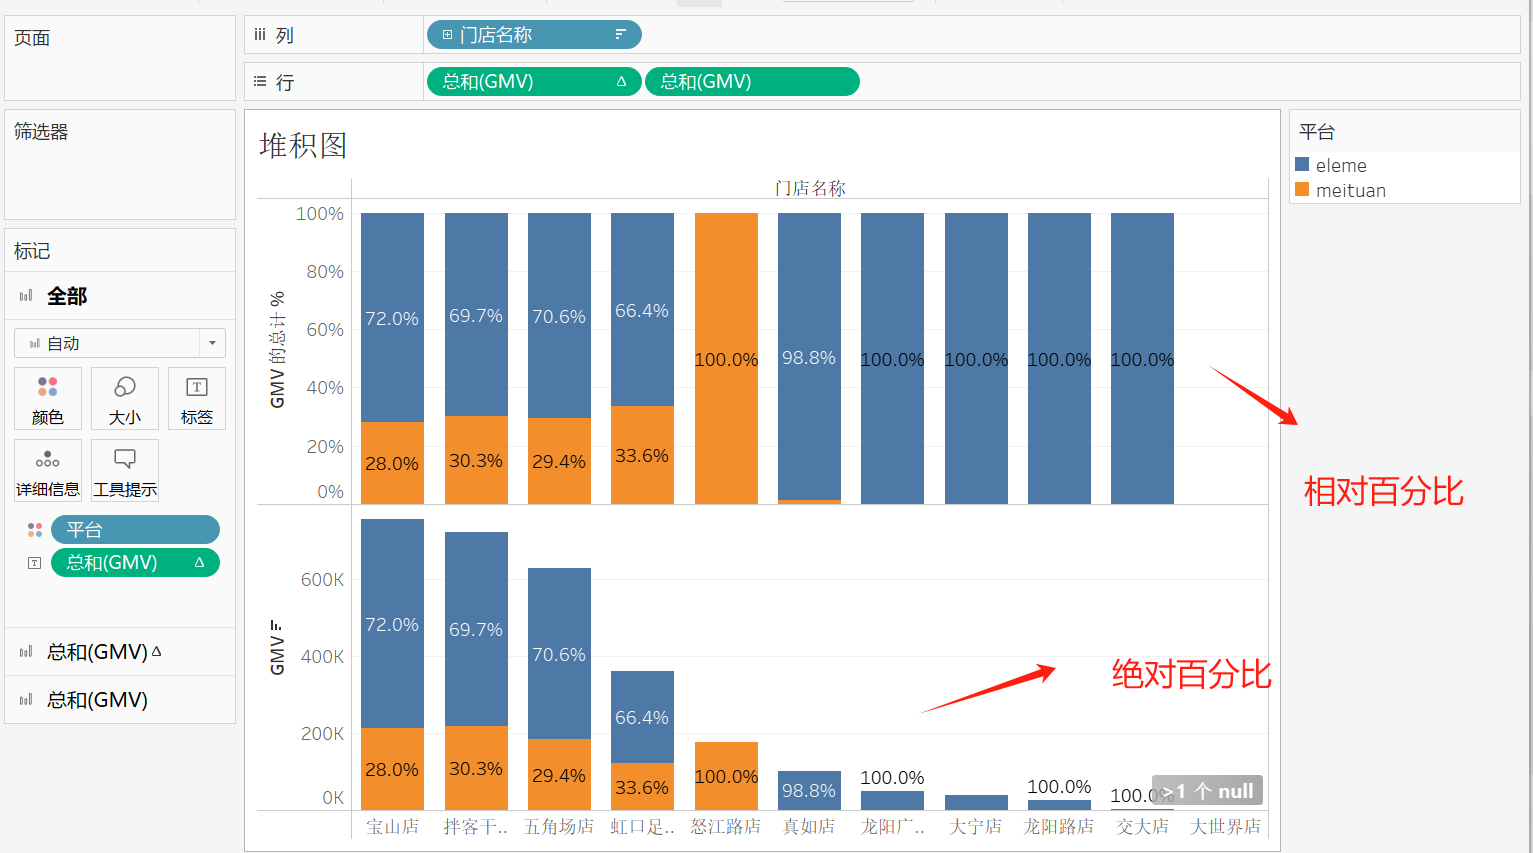 页面
列
门店名称
行
总和(GMV)
总和(GMV)
筛选器
标记
全部
自动
颜色
大小
标签
详细信息
工具提示
平台
总和(GMV)
总和(GMV)
总和(GMV)
堆积图
门店名称
GMV 的总计 %
100%
80%
60%
40%
20%
0%
72.0%
69.7%
70.6%
66.4%
100.0%
98.8%
100.0%
100.0%
100.0%
100.0%
28.0%
30.3%
29.4%
33.6%
GMV
600K
400K
200K
0K
72.0%
69.7%
70.6%
66.4%
28.0%
30.3%
29.4%
33.6%
100.0%
98.8%
100.0%
100.0%
100.0%
>1 个 null
宝山店
拌客干..
五角场店
虹口足..
怒江路店
真如店
龙阳广..
大宁店
龙阳路店
交大店
大世界店
平台
eleme
meituan
相对百分比
绝对百分比